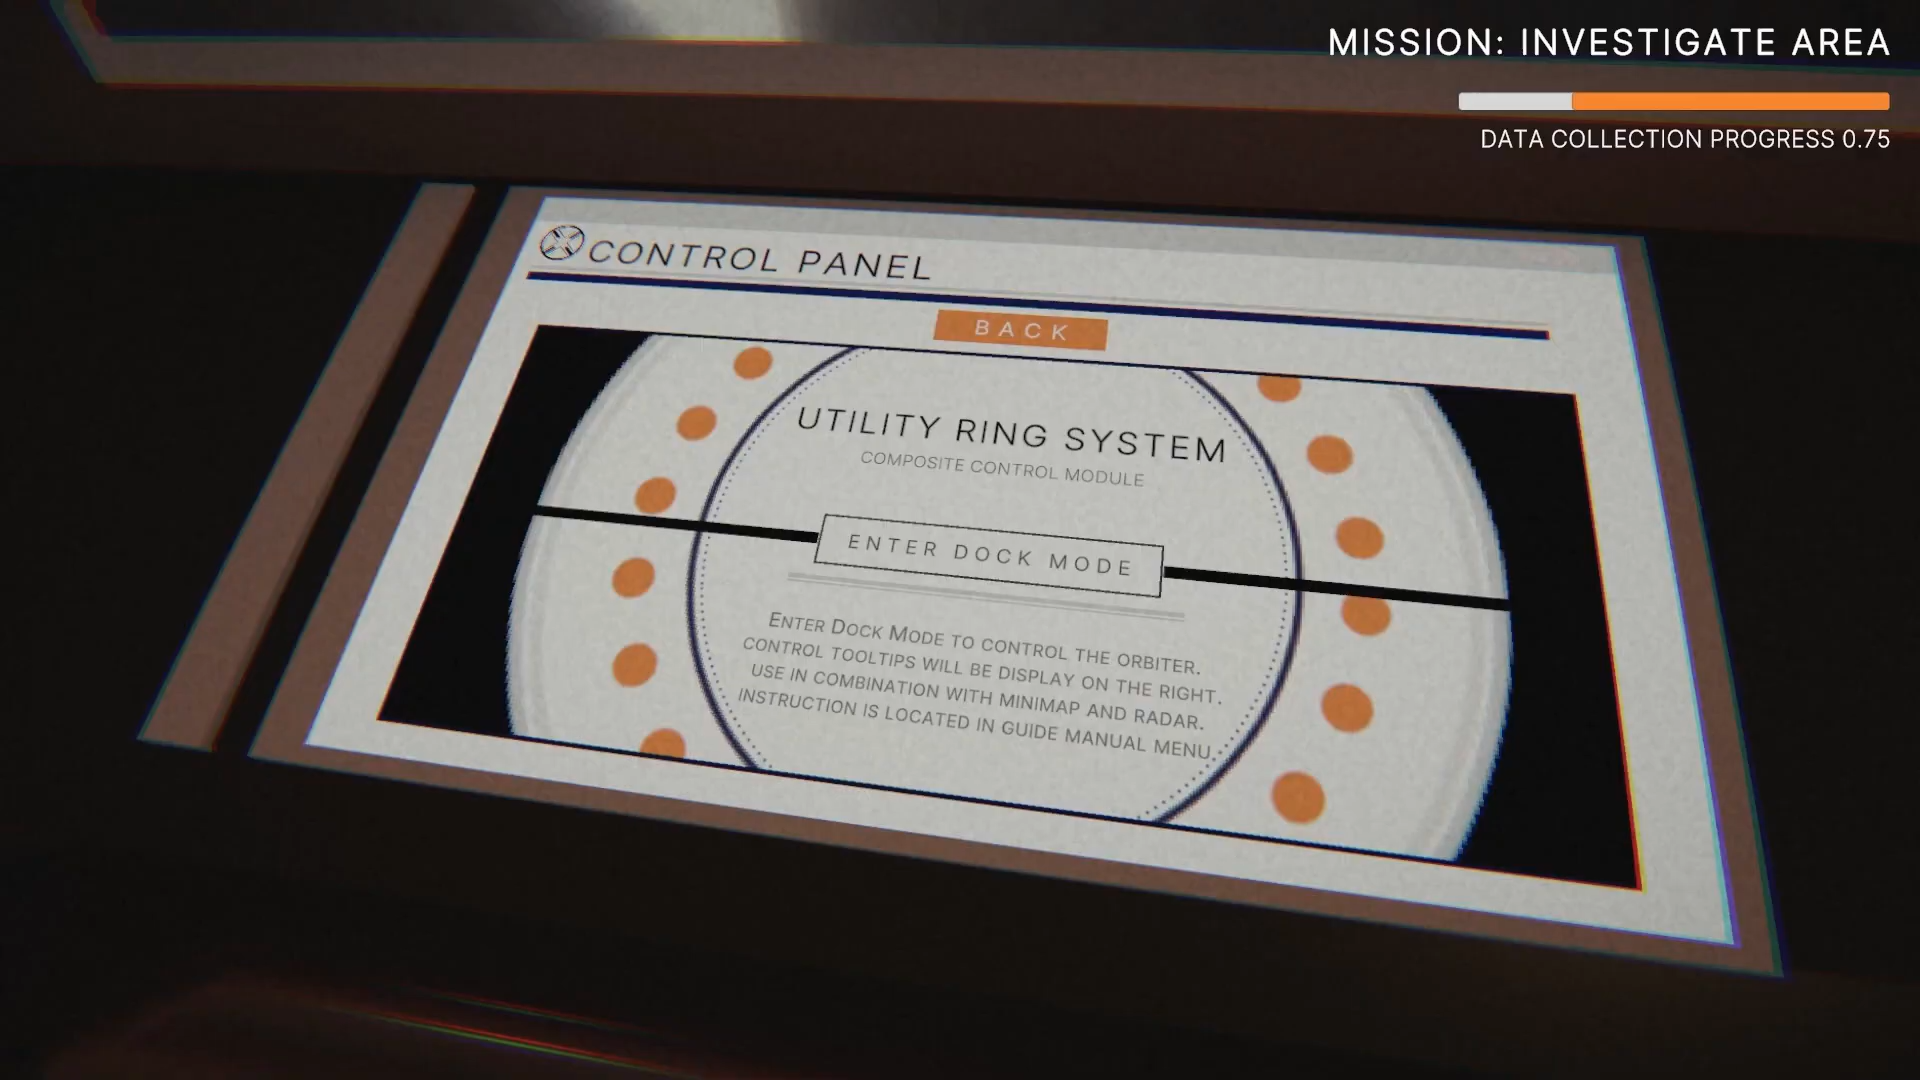 MISSION: INVESTIGATE AREA
DATA COLLECTION PROGRESS 0.75
CONTROL PANEL
BACK
UTILITY RING SYSTEM
COMPOSITE CONTROL MODULE
ENTER DOCK MODE
ENTER DOCK MODE TO CONTROL THE ORBITER.
CONTROL TOOLTIPS WILL BE DISPLAY ON THE RIGHT.
USE IN COMBINATION WITH MINIMAP AND RADAR.
INSTRUCTION IS LOCATED IN GUIDE MANUAL MENU.